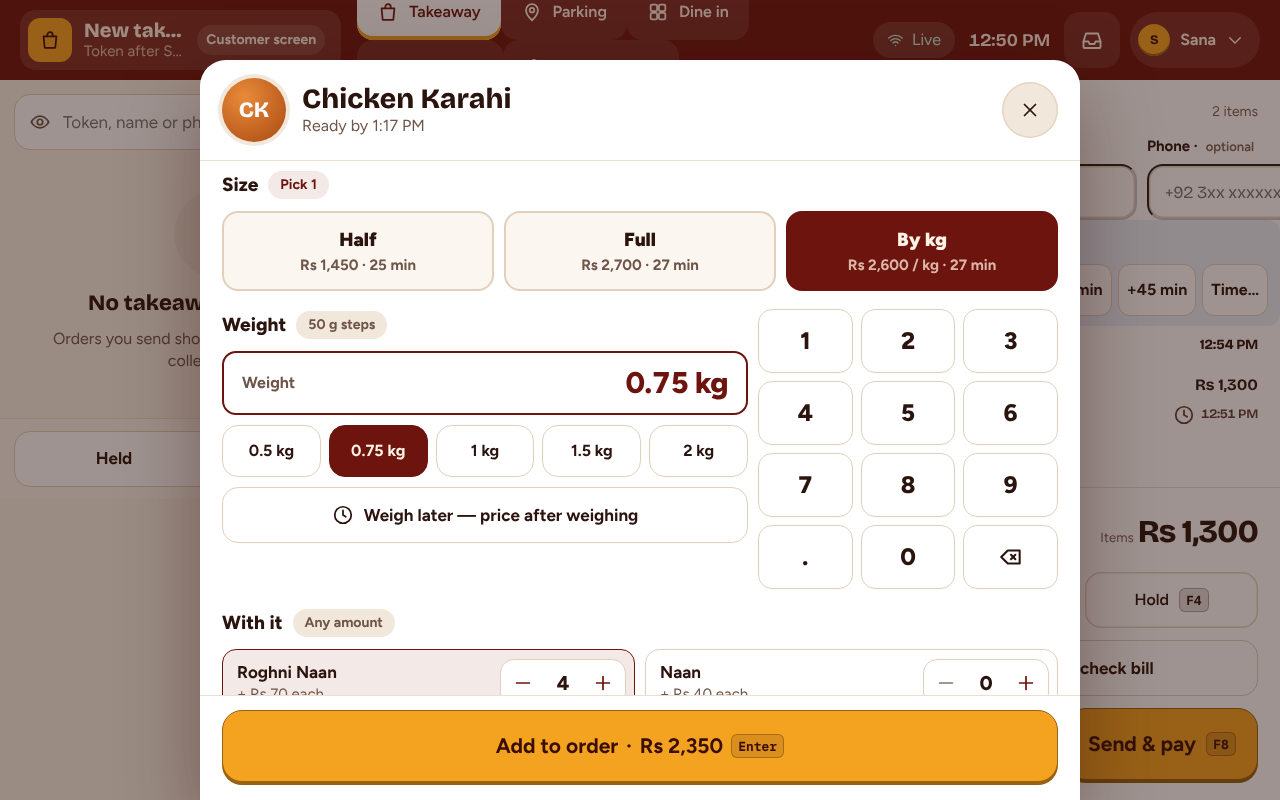 New tak...
Token after S...
Customer screen
Takeaway
Parking
Dine in
Live
12:50 PM
S
Sana
Token, name or ph
No takeaw
Orders you send sho
colle
Held
CK
Chicken Karahi
Ready by 1:17 PM
Size
Pick 1
Half
Rs 1,450 · 25 min
Full
Rs 2,700 · 27 min
By kg
Rs 2,600 / kg · 27 min
Weight
50 g steps
Weight
0.75 kg
0.5 kg
0.75 kg
1 kg
1.5 kg
2 kg
Weigh later — price after weighing
1
2
3
4
5
6
7
8
9
.
0
With it
Any amount
Roghni Naan
+ Rs 70 each
4
Naan
+ Rs 40 each
0
Add to order · Rs 2,350
Enter
2 items
Phone · optional
+92 3xx xxxxxx
min
+45 min
Time...
12:54 PM
Rs 1,300
12:51 PM
Items Rs 1,300
Hold
F4
check bill
Send & pay
F8